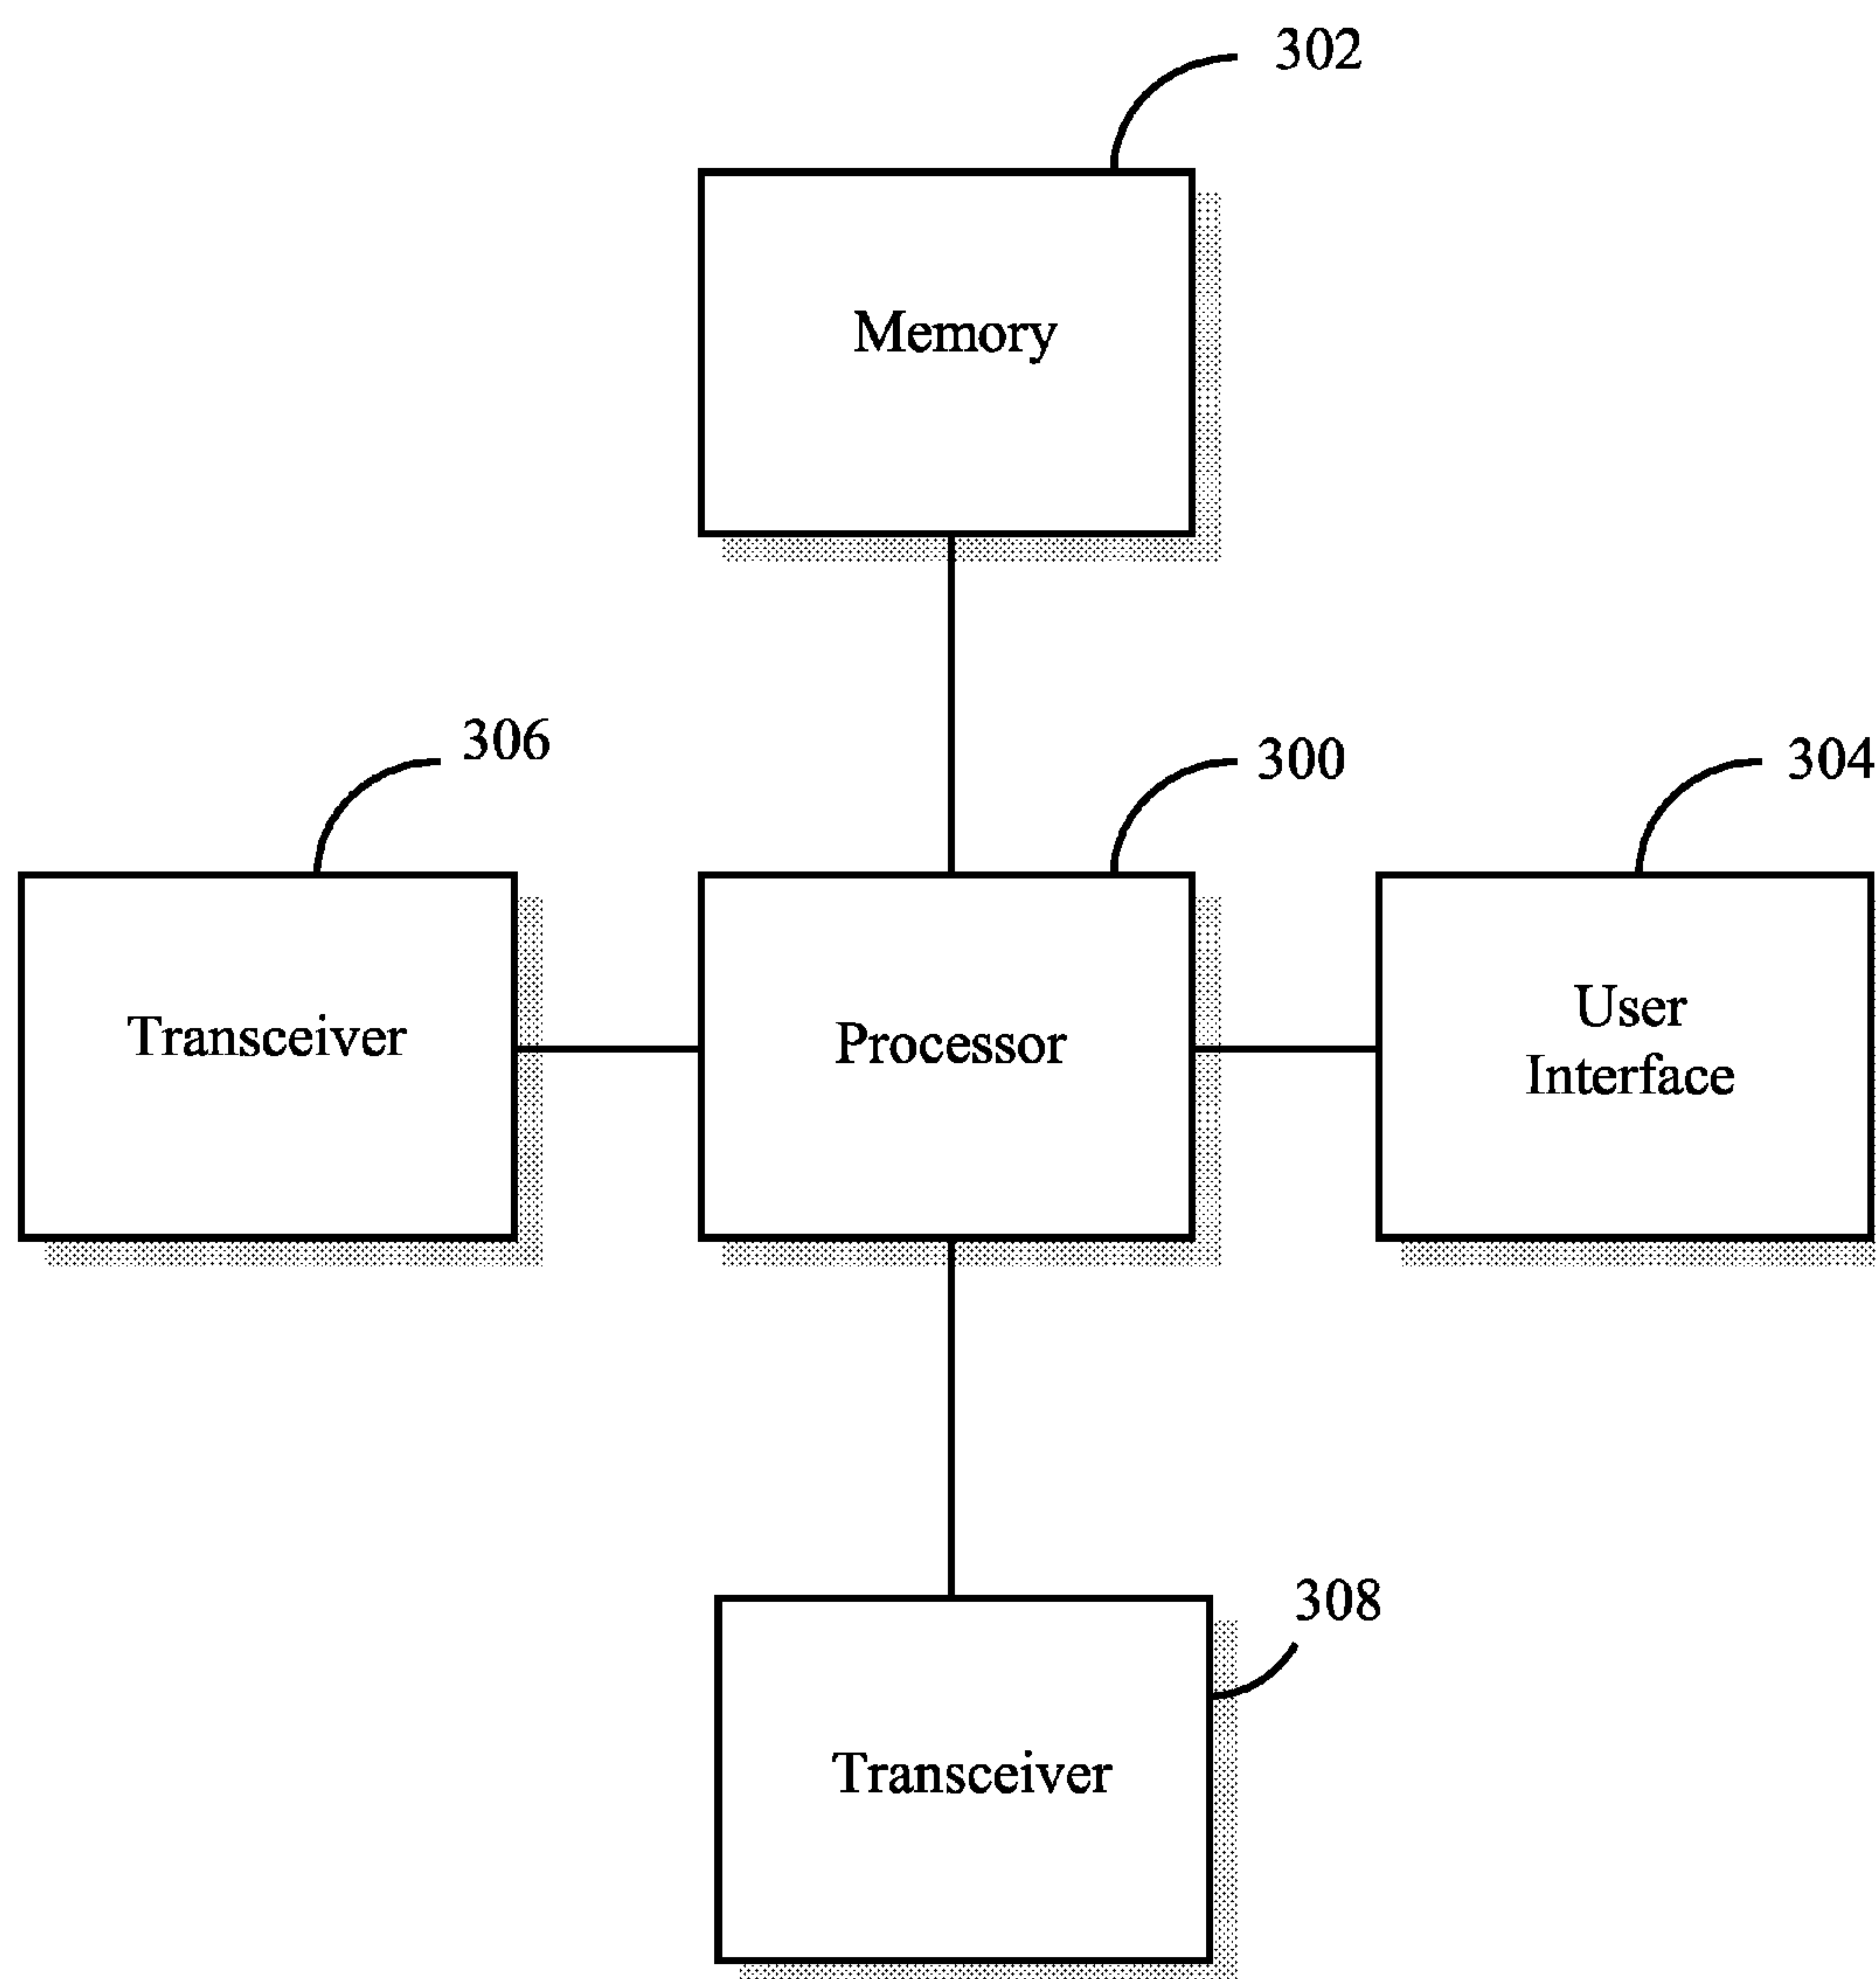 302
Memory
306
300
304
Transceiver
Processor
User
Interface
308
Transceiver